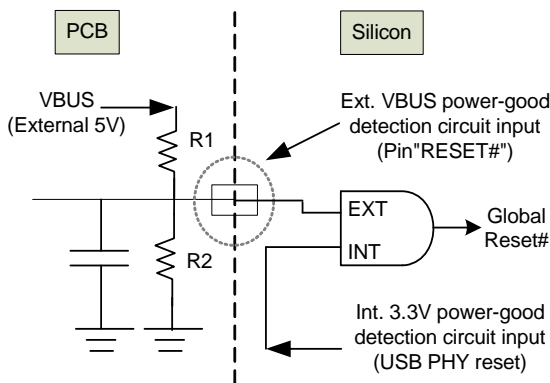 PCB
Silicon
VBUS
(External 5V)
R1
R2
Ext. VBUS power-good
detection circuit input
(Pin"RESET#")
EXT
INT
Global
Reset#
Int. 3.3V power-good
detection circuit input
(USB PHY reset)